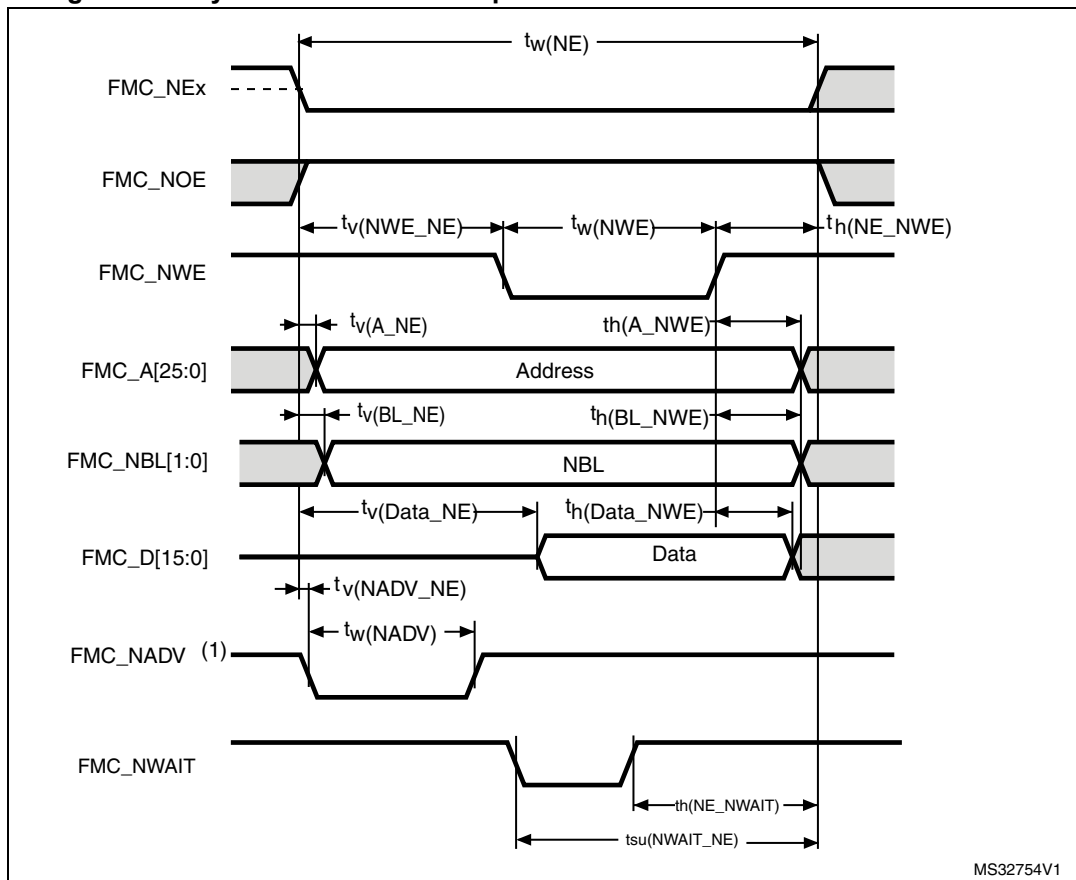 tw(NE)
FMC_NEx
FMC_NOE
tv(NWE_NE)
tw(NWE)
th(NE_NWE)
FMC_NWE
tv(A_NE)
th(A_NWE)
FMC_A[25:0]
Address
tv(BL_NE)
th(BL_NWE)
FMC_NBL[1:0]
NBL
tv(Data_NE)
th(Data_NWE)
FMC_D[15:0]
Data
tv(NADV_NE)
tw(NADV)
FMC_NADV (1)
FMC_NWAIT
th(NE_NWAIT)
tsu(NWAIT_NE)
MS32754V1